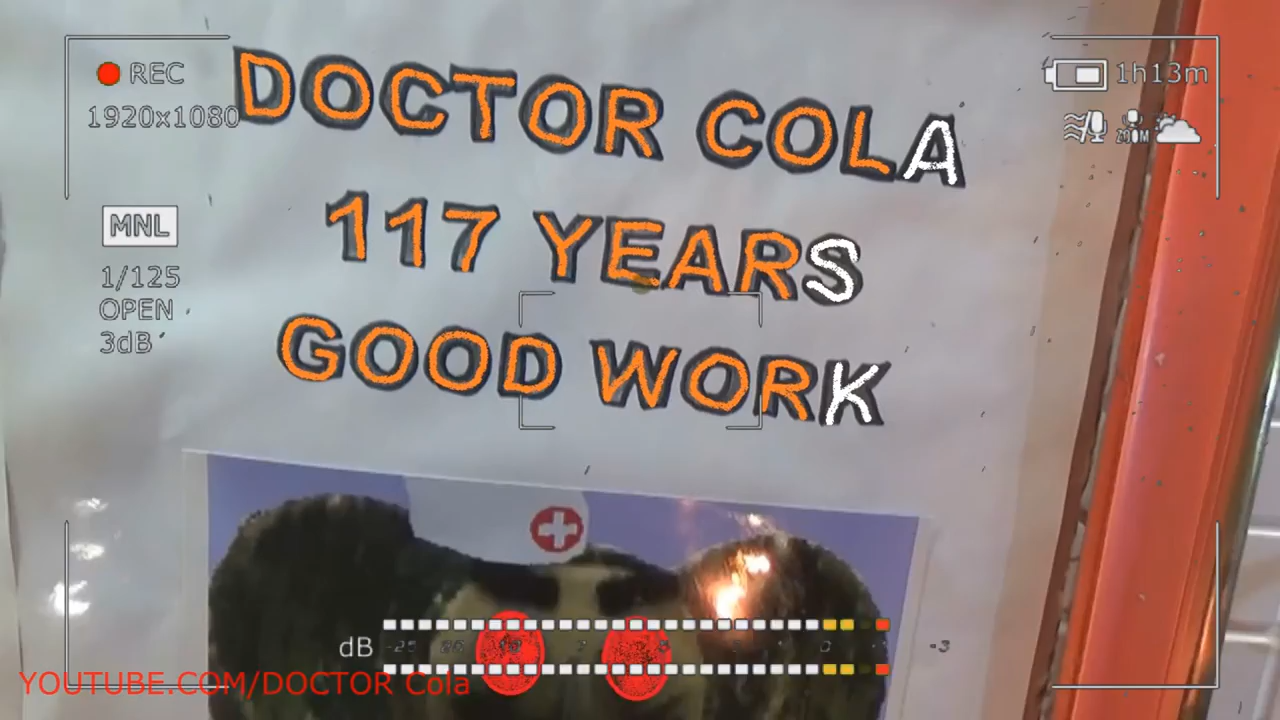 REC
1920x1080
1h13m
DOCTOR COLA
117 YEARS
GOOD WORK
MNL
1/125
OPEN
3dB
dB
-3
YOUTUBE.COM/DOCTOR Cola